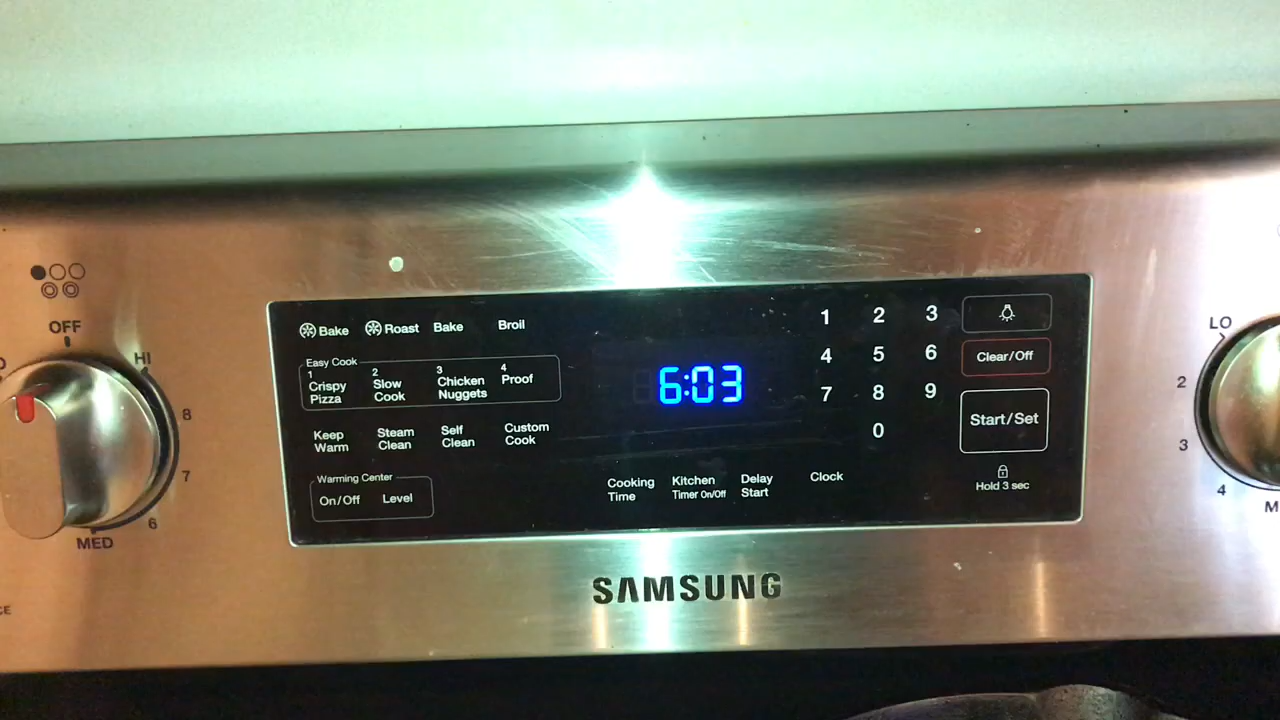 OFF
HI
8
7
6
MED
CE
Bake
Roast
Bake
Broil
Easy Cook
1
Crispy
Pizza
2
Slow
Cook
3
Chicken
Nuggets
4
Proof
Keep
Warm
Steam
Clean
Self
Clean
Custom
Cook
Warming Center
On/Off
Level
6:03
Cooking
Time
Kitchen
Timer On/Off
Delay
Start
Clock
1 2 3
4 5 6
7 8 9
0
Clear/Off
Start/Set
Hold 3 sec
SAMSUNG
LO
2
3
4
M